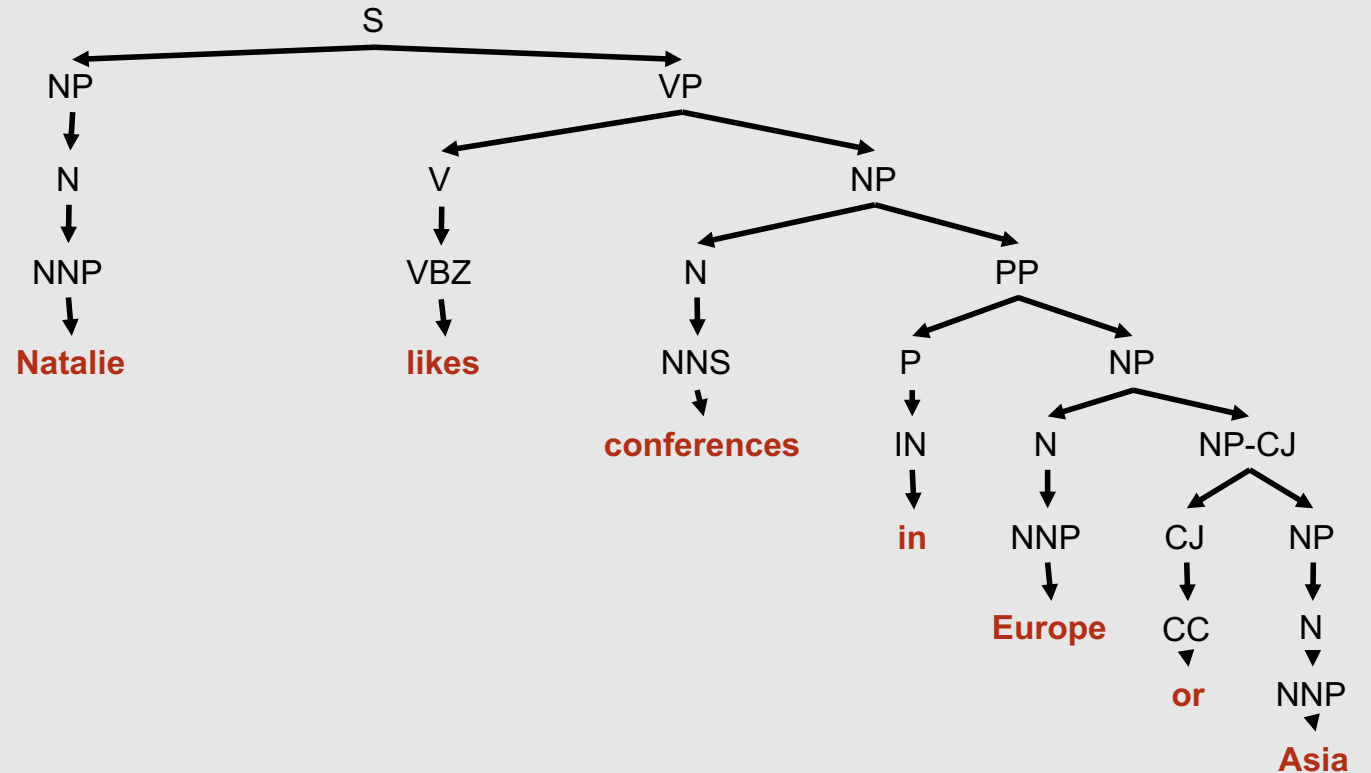 S
NP VP
N V NP
NNP VBZ N PP
Natalie likes NNS P NP
conferences IN N NP-CJ
in NNP CJ NP
Europe CC N
or NNP
Asia